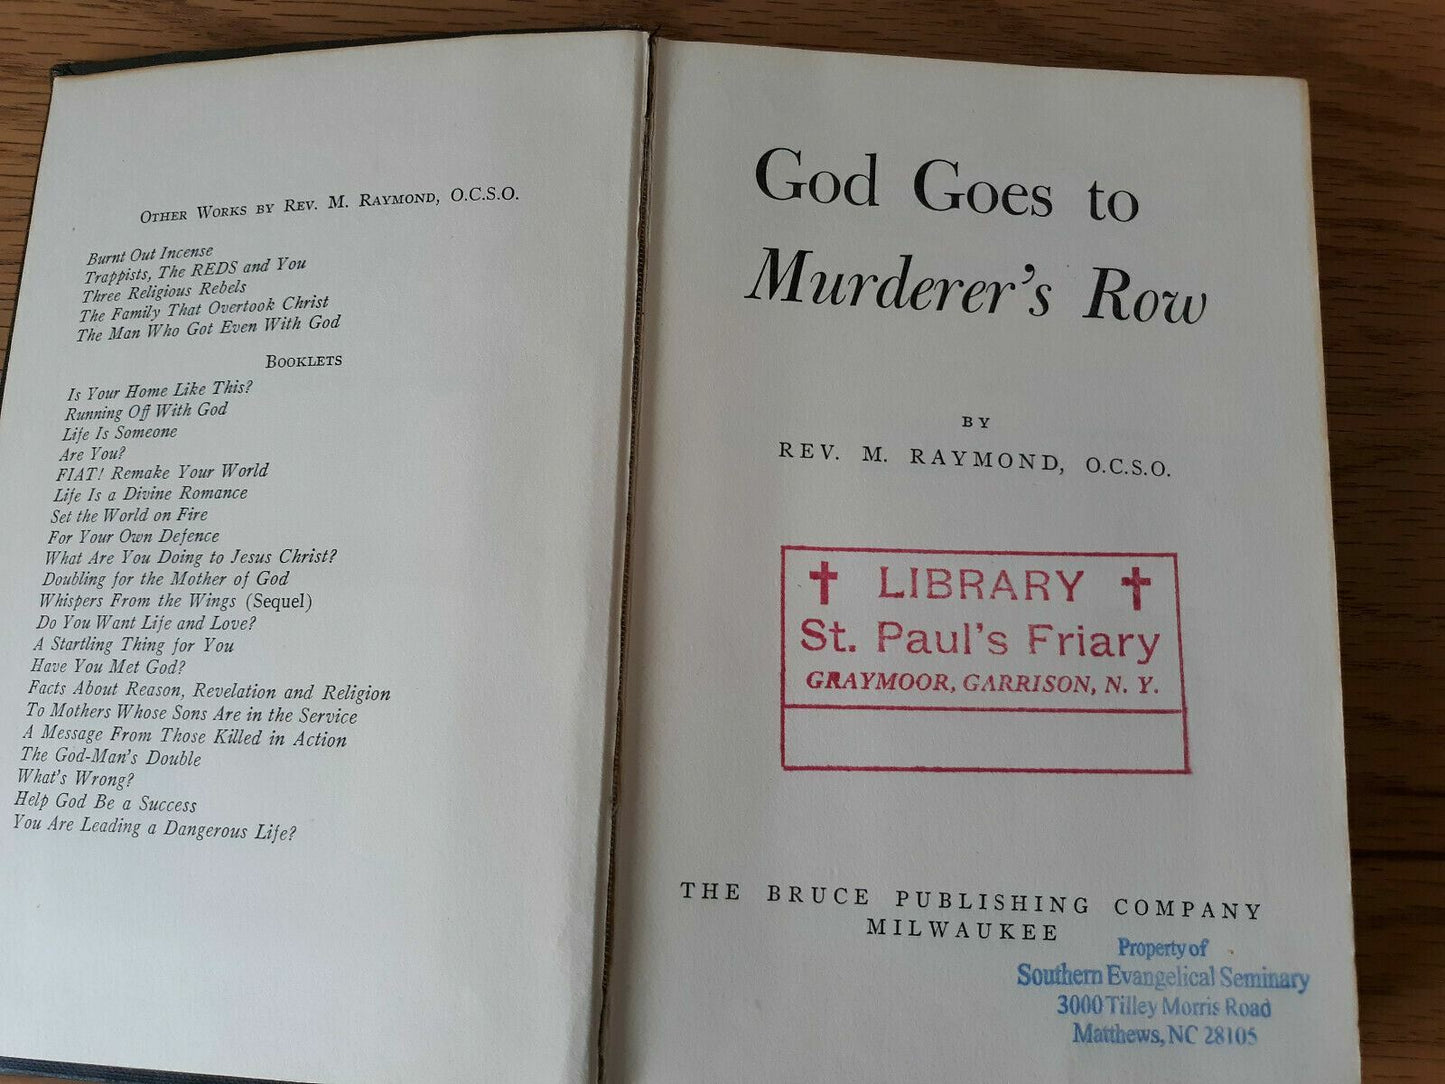 OTHER WORKS BY REV. M. RAYMOND, O.C.S.O.
Burnt Out Incense
Trappists, The REDS and You
Three Religious Rebels
The Family That Overtook Christ
The Man Who Got Even With God
BOOKLETS
Is Your Home Like This?
Running Off With God
Life Is Someone
Are You?
FIAT! Remake Your World
Life Is a Divine Romance
Set the World on Fire
For Your Own Defence
What Are You Doing to Jesus Christ?
Doubling for the Mother of God
Whispers From the Wings (Sequel)
Do You Want Life and Love?
A Startling Thing for You
Have You Met God?
Facts About Reason, Revelation and Religion
To Mothers Whose Sons Are in the Service
A Message From Those Killed in Action
The God-Man's Double
What's Wrong?
Help God Be a Success
You Are Leading a Dangerous Life?
God Goes to
Murderer's Row
BY
REV. M. RAYMOND, O.C.S.O.
LIBRARY
St. Paul's Friary
GRAYMOOR, GARRISON, N. Y.
THE BRUCE PUBLISHING COMPANY
MILWAUKEE
Property of
Southern Evangelical Seminary
3000 Tilley Morris Road
Matthews, NC 28105